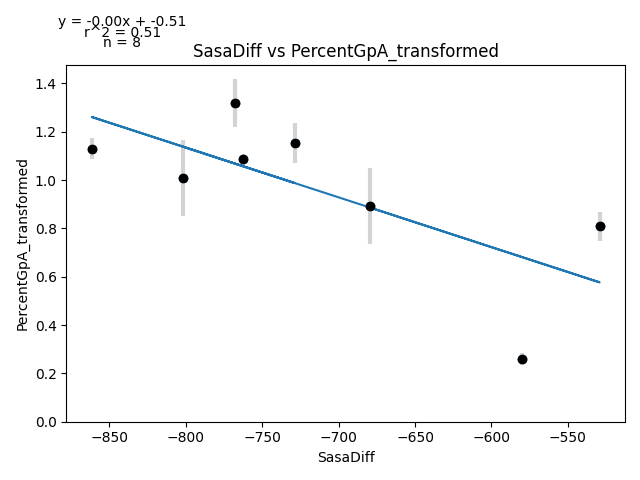 y = -0.00x + -0.51
r^2 = 0.51
n = 8
SasaDiff vs PercentGpA_transformed
PercentGpA_transformed
1.4
1.2
1.0
0.8
0.6
0.4
0.2
0.0
−850 −800 −750 −700 −650 −600 −550
SasaDiff